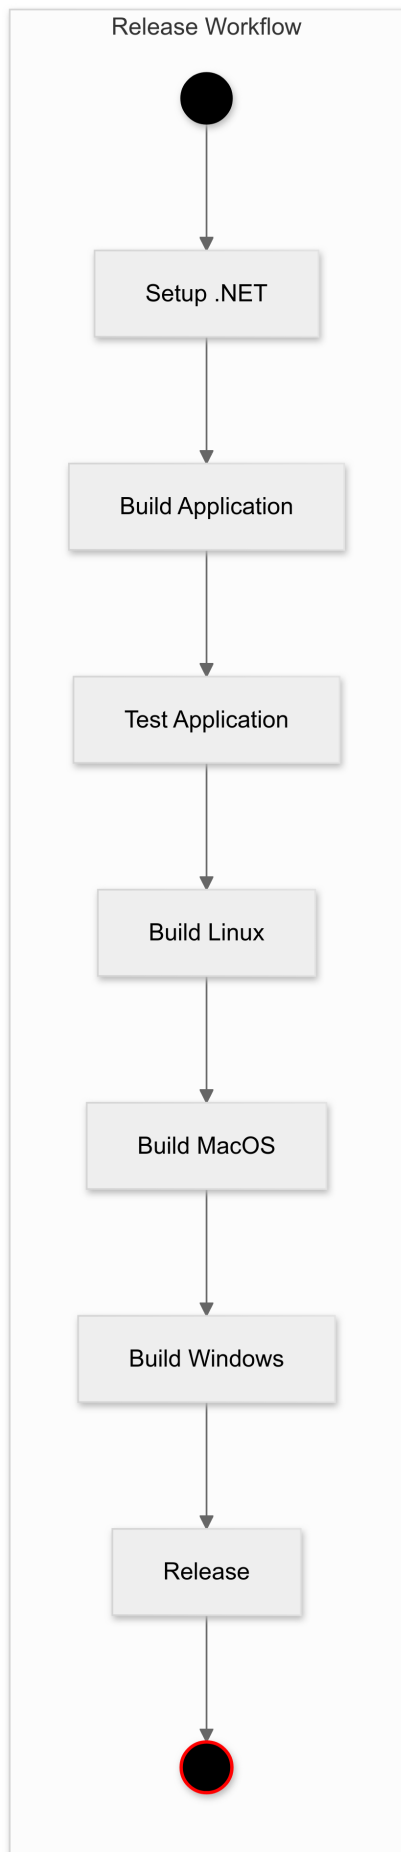 Release Workflow
Setup .NET
Build Application
Test Application
Build Linux
Build MacOS
Build Windows
Release